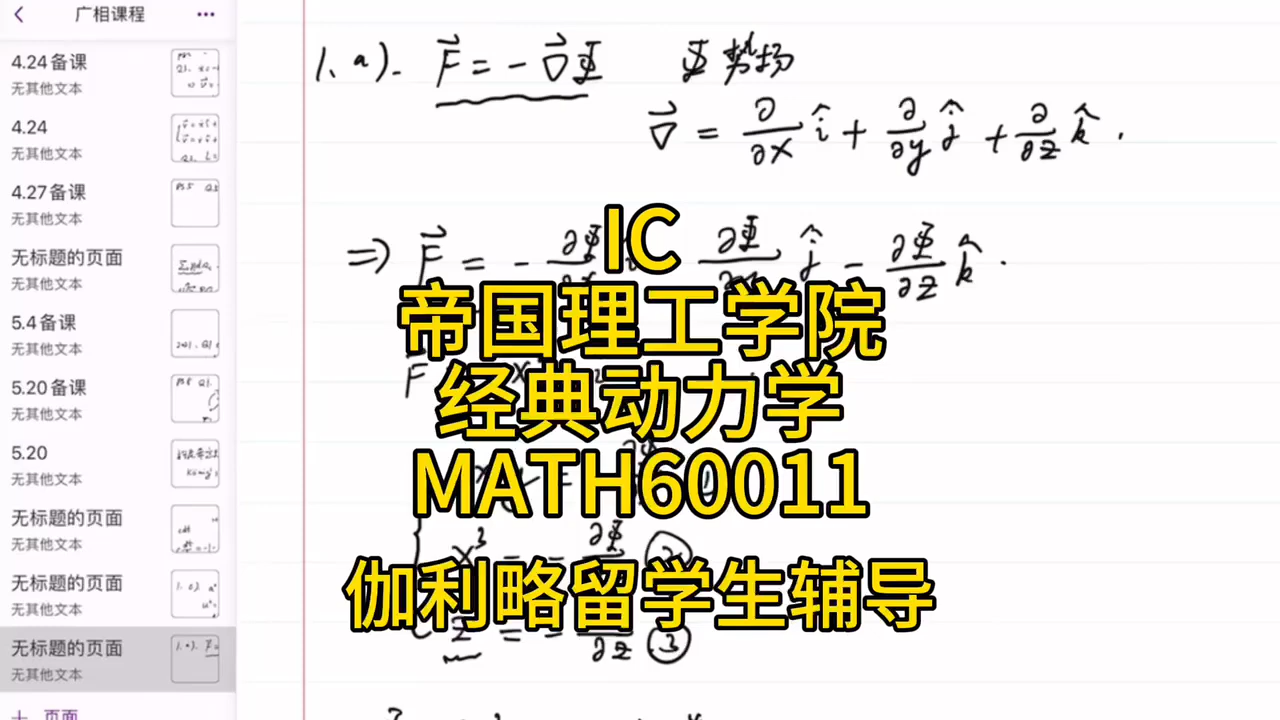 广相课程
4.24备课
无其他文本
4.24
无其他文本
4.27备课
无其他文本
无标题的页面
无其他文本
5.4备课
无其他文本
5.20备课
无其他文本
5.20
无其他文本
无标题的页面
无其他文本
无标题的页面
无其他文本
无标题的页面
无其他文本
页面
1. a). F⃗ = - ∇⃗Φ Φ 势场
∇⃗ = ∂/∂x î + ∂/∂y ĵ + ∂/∂z k̂ .
⇒ F⃗ = - ∂Φ ∂Φ ĵ - ∂Φ/∂z k̂ .
IC
帝国理工学院
经典动力学
MATH60011
x³ = - ∂Φ ②
伽利略留学生辅导
z = - ∂z ③